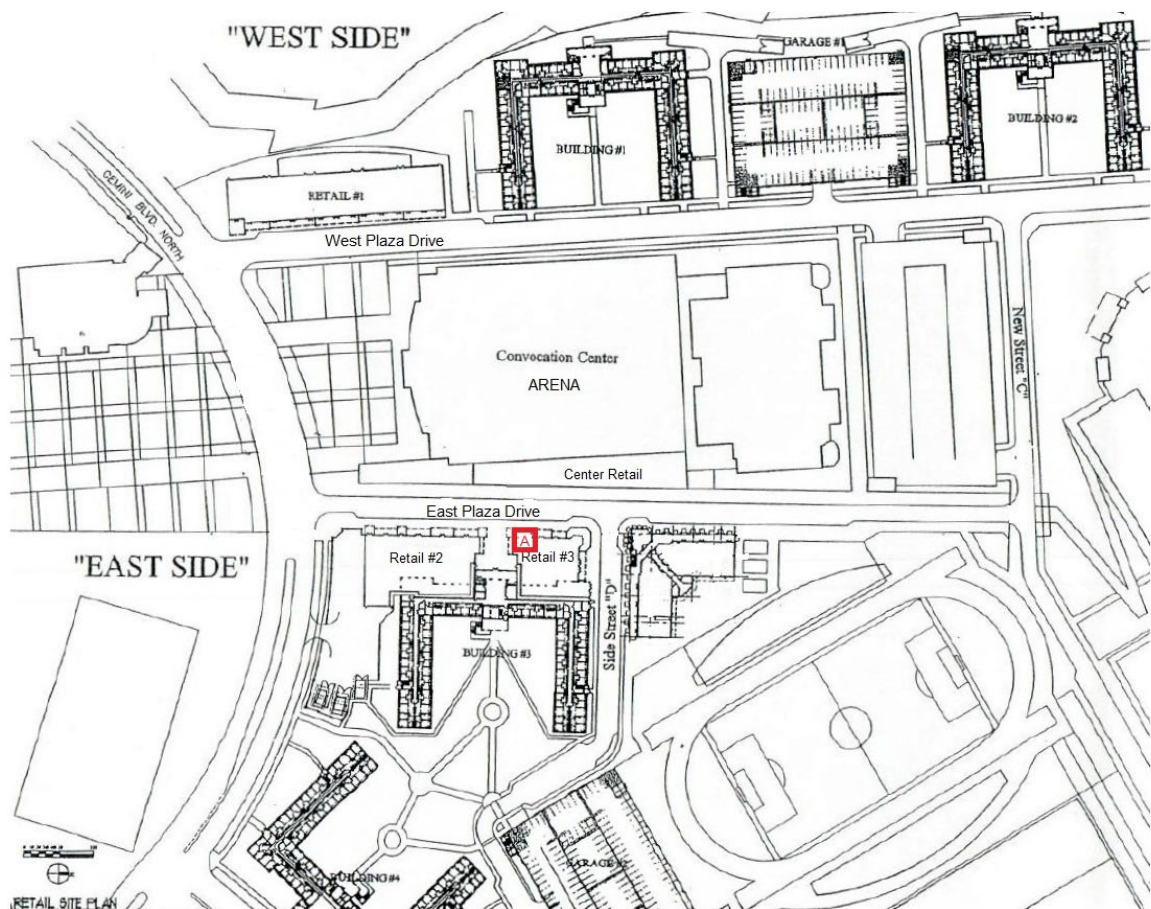 "WEST SIDE"
GARAGE #1
BUILDING #1
BUILDING #2
GEMINI BLVD. NORTH
RETAIL #1
West Plaza Drive
New Street "C"
Convocation Center
ARENA
Center Retail
East Plaza Drive
"EAST SIDE"
Retail #2
A
Retail #3
Side Street "D"
BUILDING #3
GARAGE #2
BUILDING #4
RETAIL SITE PLAN